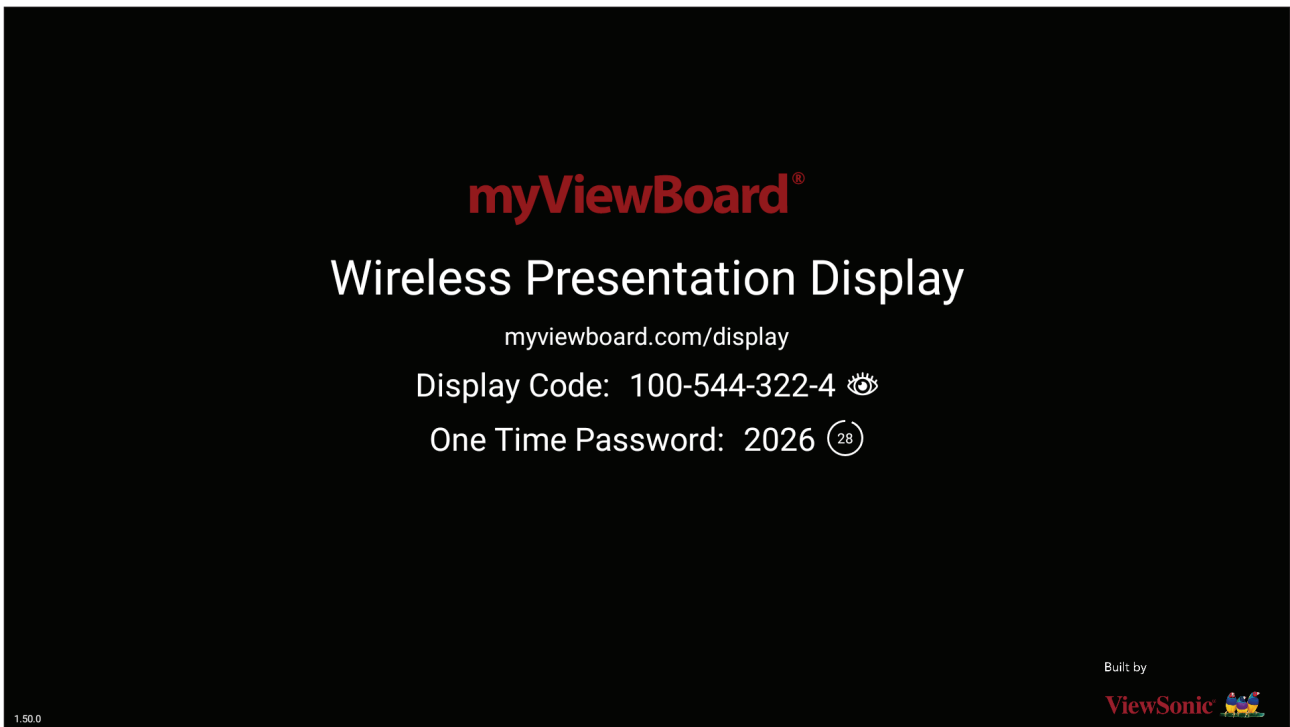 myViewBoard®
Wireless Presentation Display
myviewboard.com/display
Display Code: 100-544-322-4
One Time Password: 2026 28
Built by
ViewSonic®
1.50.0